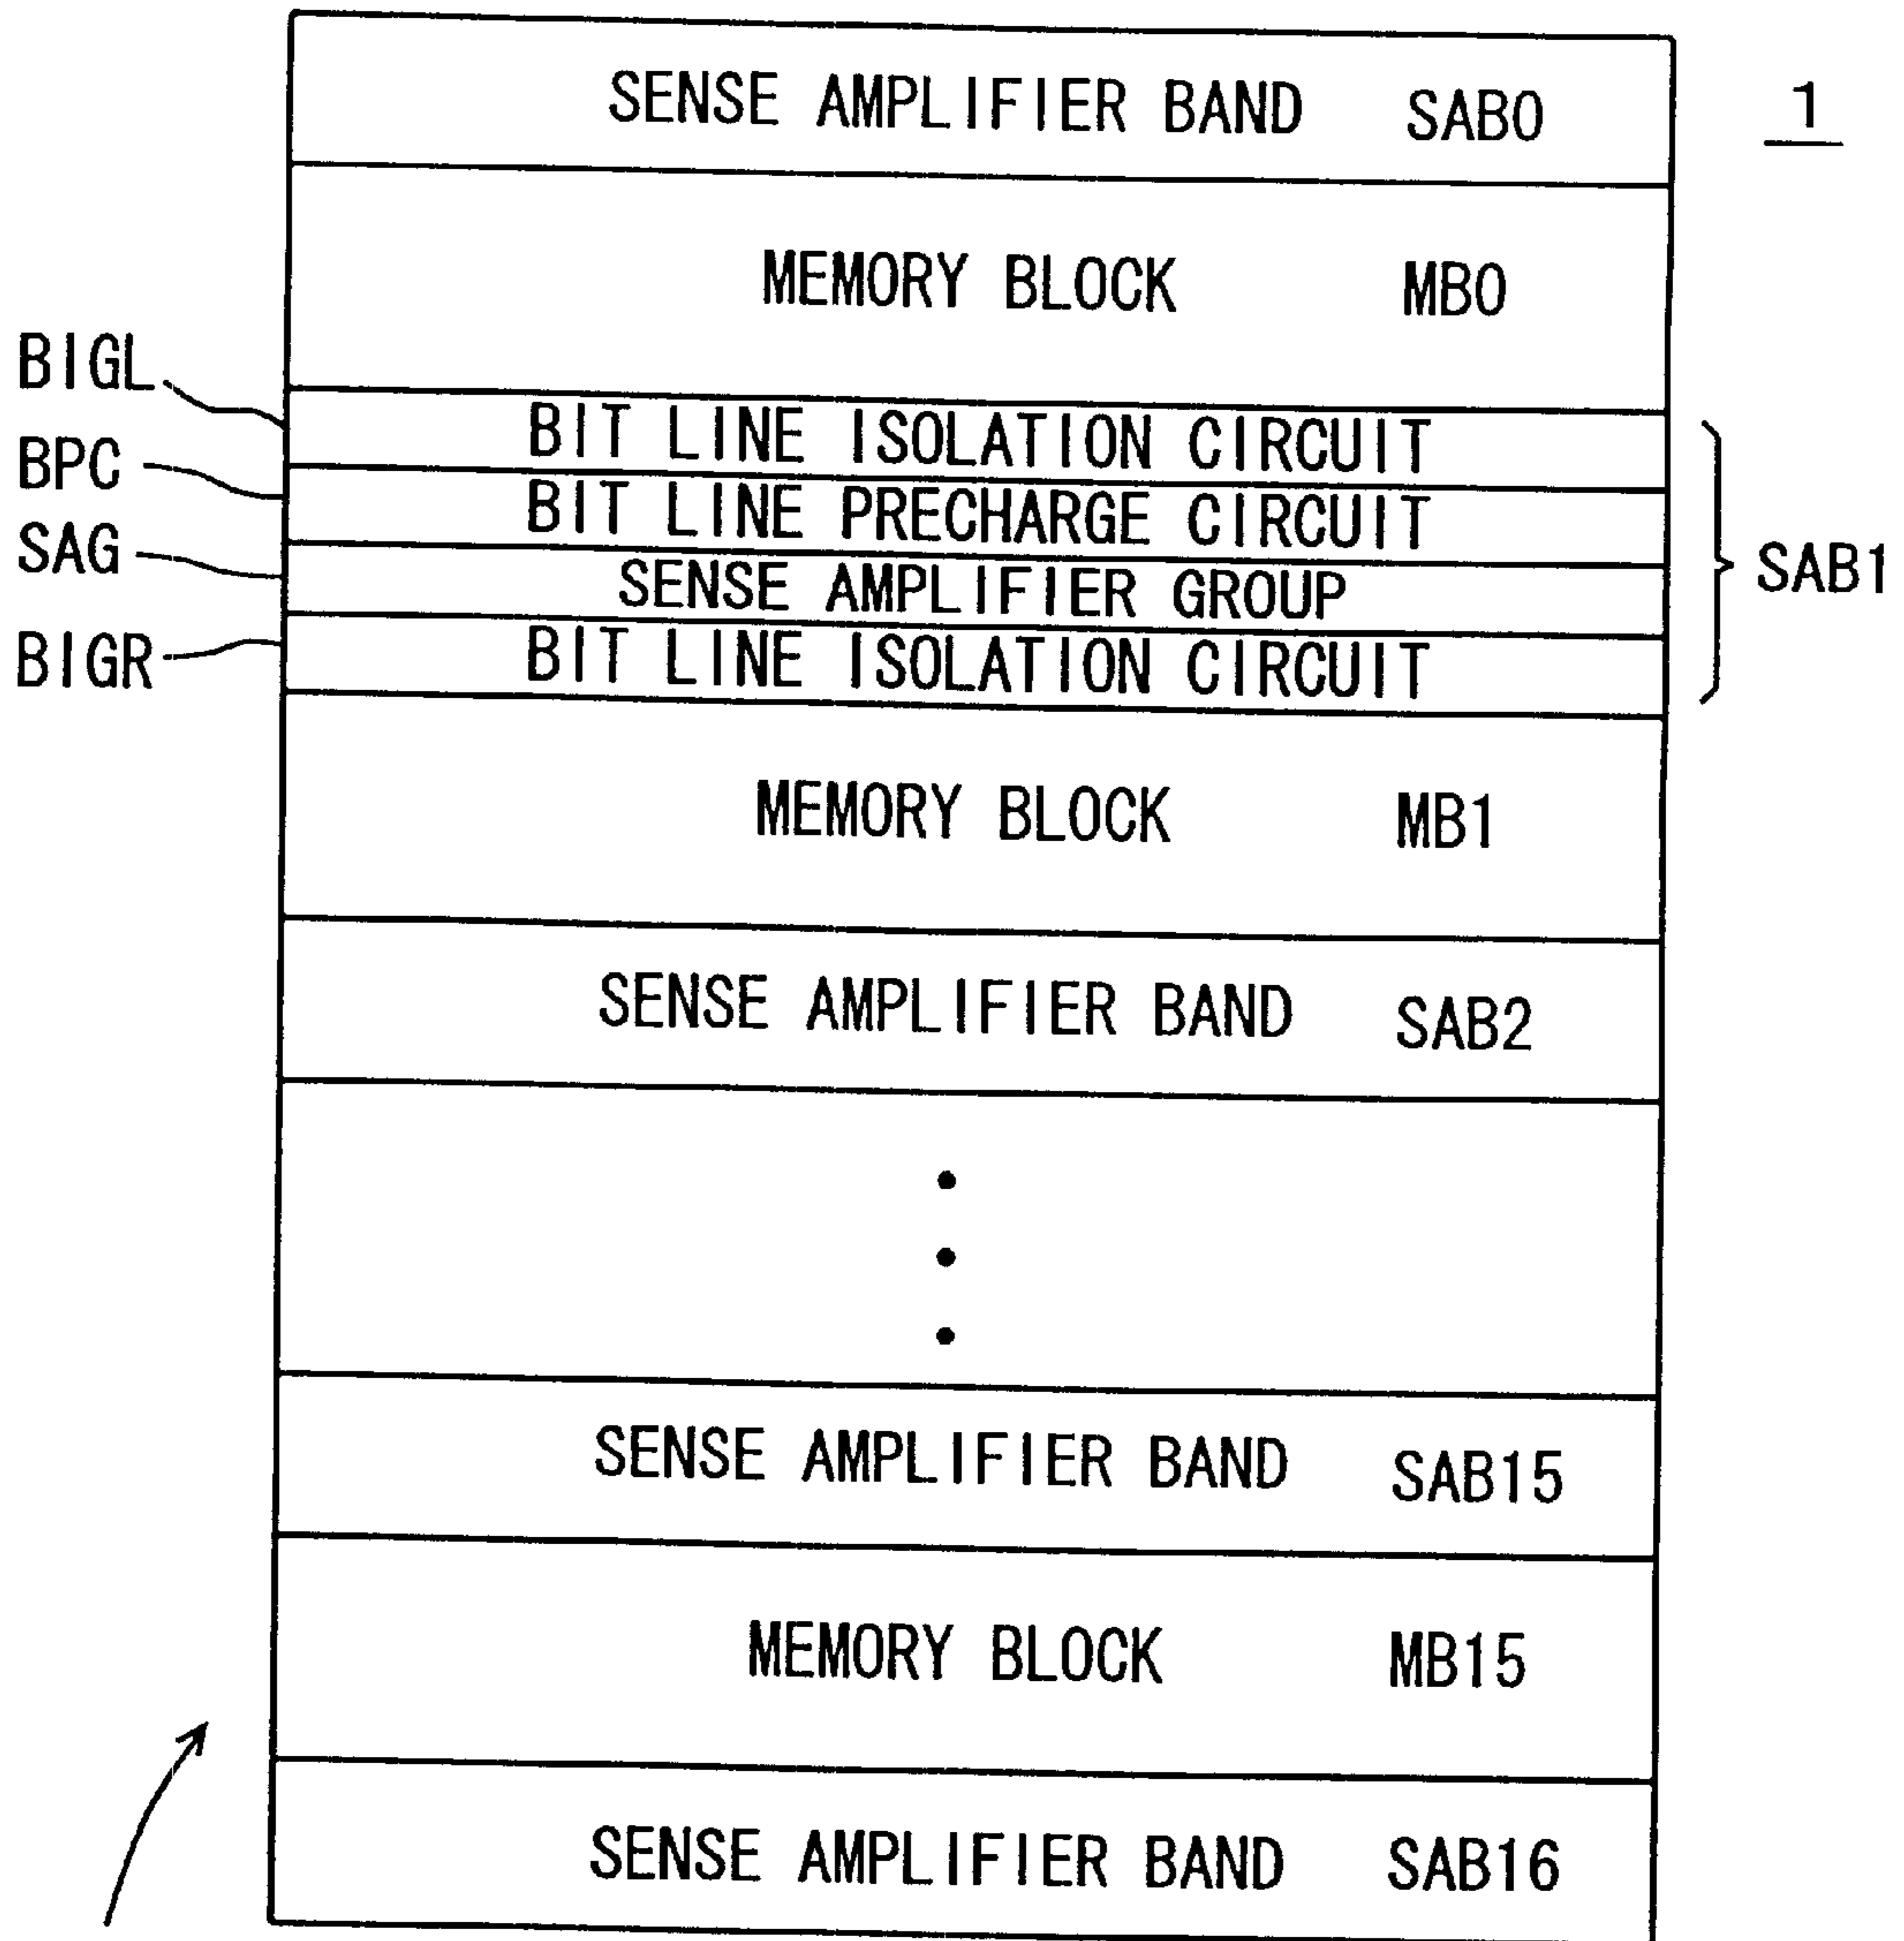 SENSE AMPLIFIER BAND SAB0
1
MEMORY BLOCK MB0
BIGL
BIT LINE ISOLATION CIRCUIT
BPC
BIT LINE PRECHARGE CIRCUIT
SAG
SENSE AMPLIFIER GROUP
SAB1
BIGR
BIT LINE ISOLATION CIRCUIT
MEMORY BLOCK MB1
SENSE AMPLIFIER BAND SAB2
SENSE AMPLIFIER BAND SAB15
MEMORY BLOCK MB15
SENSE AMPLIFIER BAND SAB16